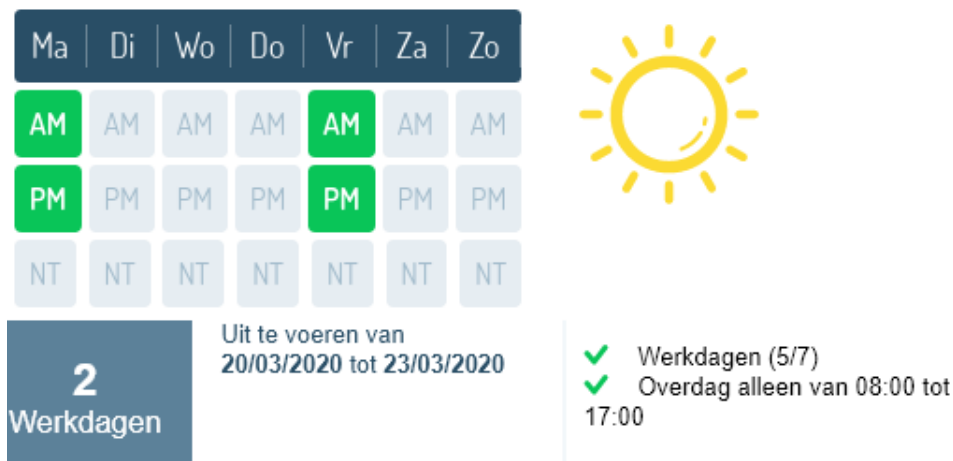 Ma Di Wo Do Vr Za Zo
AM AM AM AM AM AM AM
PM PM PM PM PM PM PM
NT NT NT NT NT NT NT
2
Werkdagen
Uit te voeren van
20/03/2020 tot 23/03/2020
Werkdagen (5/7)
Overdag alleen van 08:00 tot
17:00